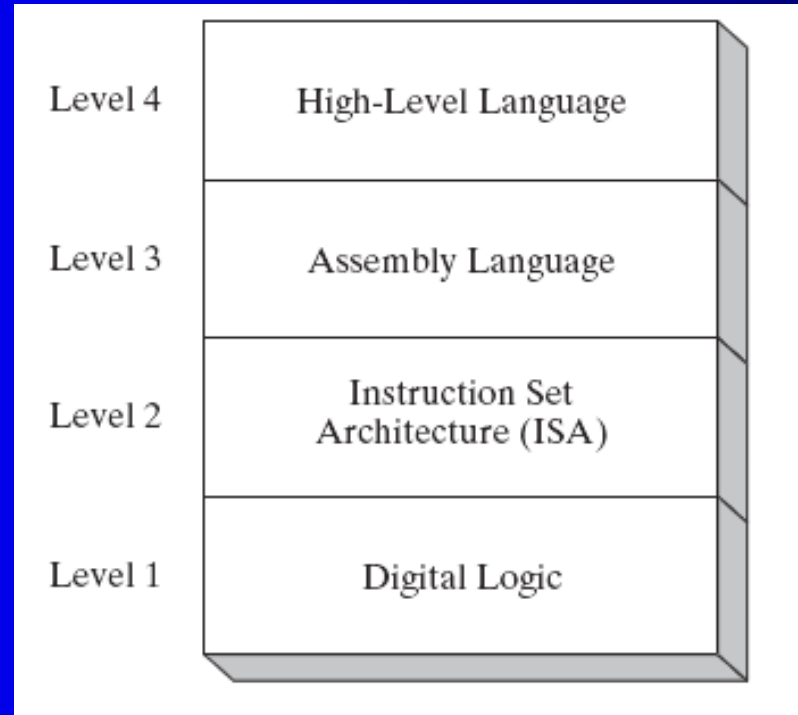 Level 4
High-Level Language
Level 3
Assembly Language
Level 2
Instruction Set
Architecture (ISA)
Level 1
Digital Logic